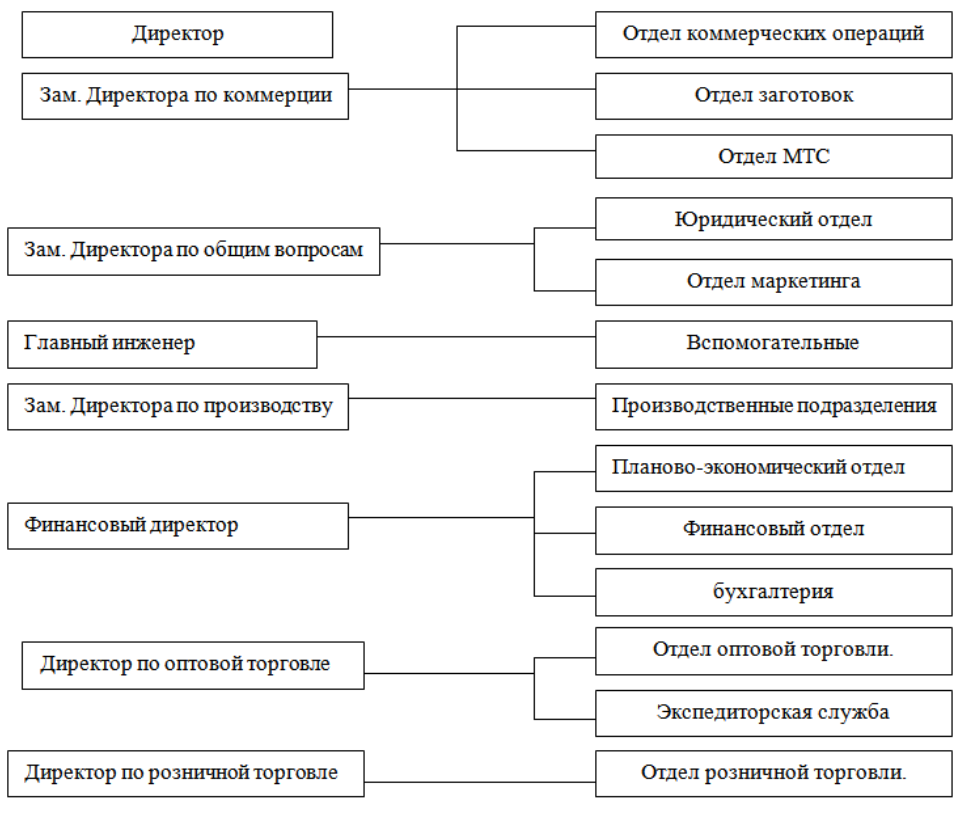 Директор
Отдел коммерческих операций
Зам. Директора по коммерции
Отдел заготовок
Отдел МТС
Юридический отдел
Зам. Директора по общим вопросам
Отдел маркетинга
Главный инженер
Вспомогательные
Зам. Директора по производству
Производственные подразделения
Планово-экономический отдел
Финансовый директор
Финансовый отдел
бухгалтерия
Директор по оптовой торговле
Отдел оптовой торговли.
Экспедиторская служба
Директор по розничной торговле
Отдел розничной торговли.